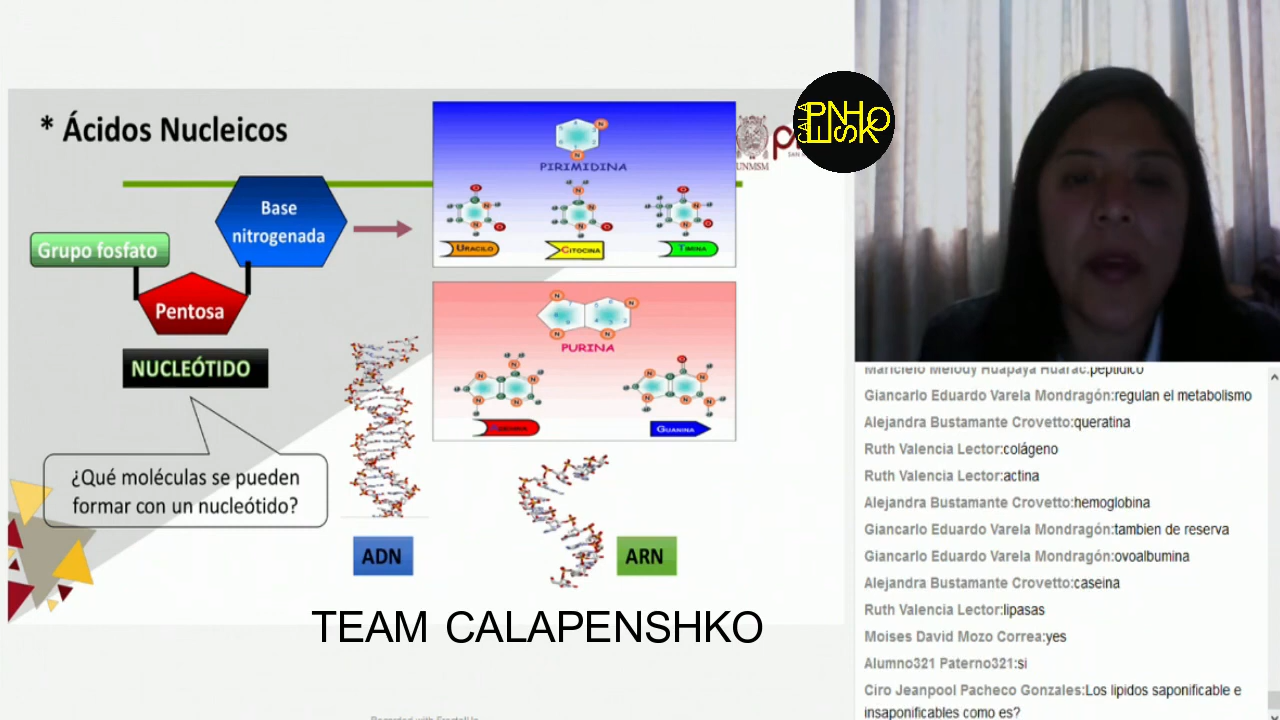 * Ácidos Nucleicos
Base
nitrogenada
Grupo fosfato
Pentosa
NUCLEÓTIDO
¿Qué moléculas se pueden
formar con un nucleótido?
PIRIMIDINA
URACILO
CITOCINA
TIMINA
PURINA
GUANINA
ADN
ARN
UNMSM
CALA
PENSHKO
TEAM CALAPENSHKO
Maricielo Melody Huapaya Huarac:peptidico
Giancarlo Eduardo Varela Mondragón:regulan el metabolismo
Alejandra Bustamante Crovetto:queratina
Ruth Valencia Lector:colágeno
Ruth Valencia Lector:actina
Alejandra Bustamante Crovetto:hemoglobina
Giancarlo Eduardo Varela Mondragón:tambien de reserva
Giancarlo Eduardo Varela Mondragón:ovoalbumina
Alejandra Bustamante Crovetto:caseina
Ruth Valencia Lector:lipasas
Moises David Mozo Correa:yes
Alumno321 Paterno321:si
Ciro Jeanpool Pacheco Gonzales:Los lipidos saponificable e
insaponificables como es?